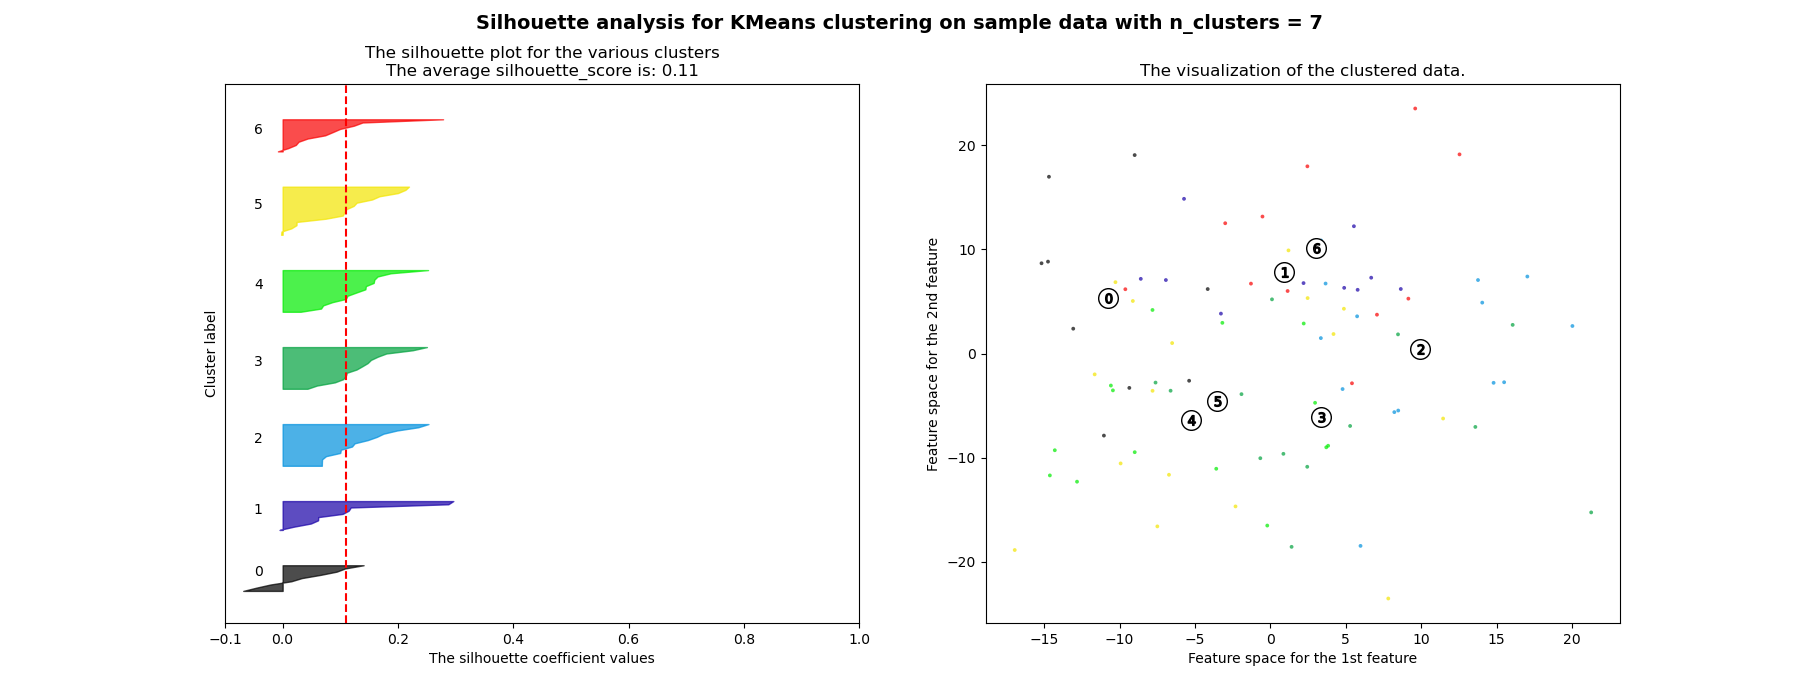 Silhouette analysis for KMeans clustering on sample data with n_clusters = 7
The silhouette plot for the various clusters
The average silhouette_score is: 0.11
6
5
4
3
2
1
0
Cluster label
−0.1 0.0 0.2 0.4 0.6 0.8 1.0
The silhouette coefficient values
The visualization of the clustered data.
20
10
0
−10
−20
Feature space for the 2nd feature
6
1
0
2
5
3
4
−15 −10 −5 0 5 10 15 20
Feature space for the 1st feature